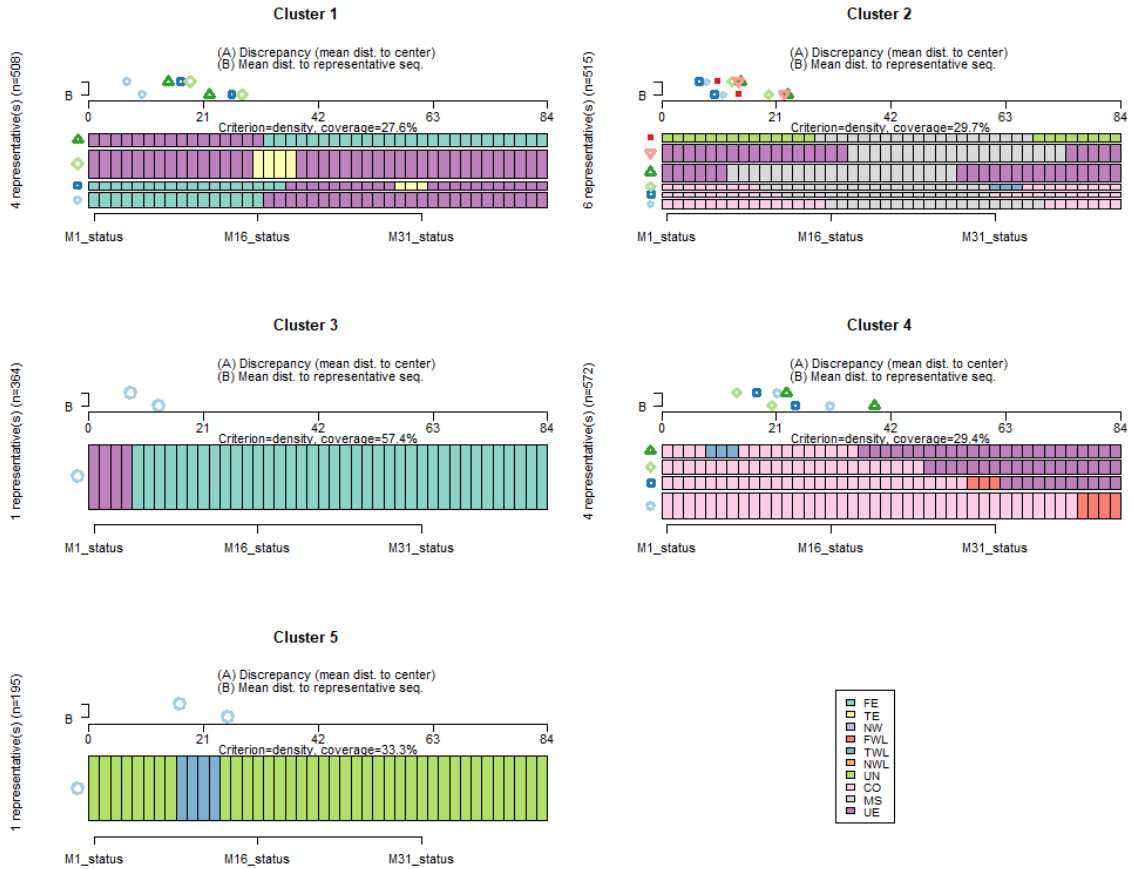 Cluster 1
(A) Discrepancy (mean dist. to center)
(B) Mean dist. to representative seq.
4 representative(s) (n=508)
B
0 21 42 63 84
Criterion=density, coverage=27.6%
M1_status M16_status M31_status
Cluster 2
(A) Discrepancy (mean dist. to center)
(B) Mean dist. to representative seq.
6 representative(s) (n=515)
B
0 21 42 63 84
Criterion=density, coverage=29.7%
M1_status M16_status M31_status
Cluster 3
(A) Discrepancy (mean dist. to center)
(B) Mean dist. to representative seq.
1 representative(s) (n=364)
B
0 21 42 63 84
Criterion=density, coverage=57.4%
M1_status M16_status M31_status
Cluster 4
(A) Discrepancy (mean dist. to center)
(B) Mean dist. to representative seq.
4 representative(s) (n=572)
B
0 21 42 63 84
Criterion=density, coverage=29.4%
M1_status M16_status M31_status
Cluster 5
(A) Discrepancy (mean dist. to center)
(B) Mean dist. to representative seq.
1 representative(s) (n=195)
B
0 21 42 63 84
Criterion=density, coverage=33.3%
M1_status M16_status M31_status
FE
TE
NW
FWL
TWL
NWL
UN
CO
MS
UE